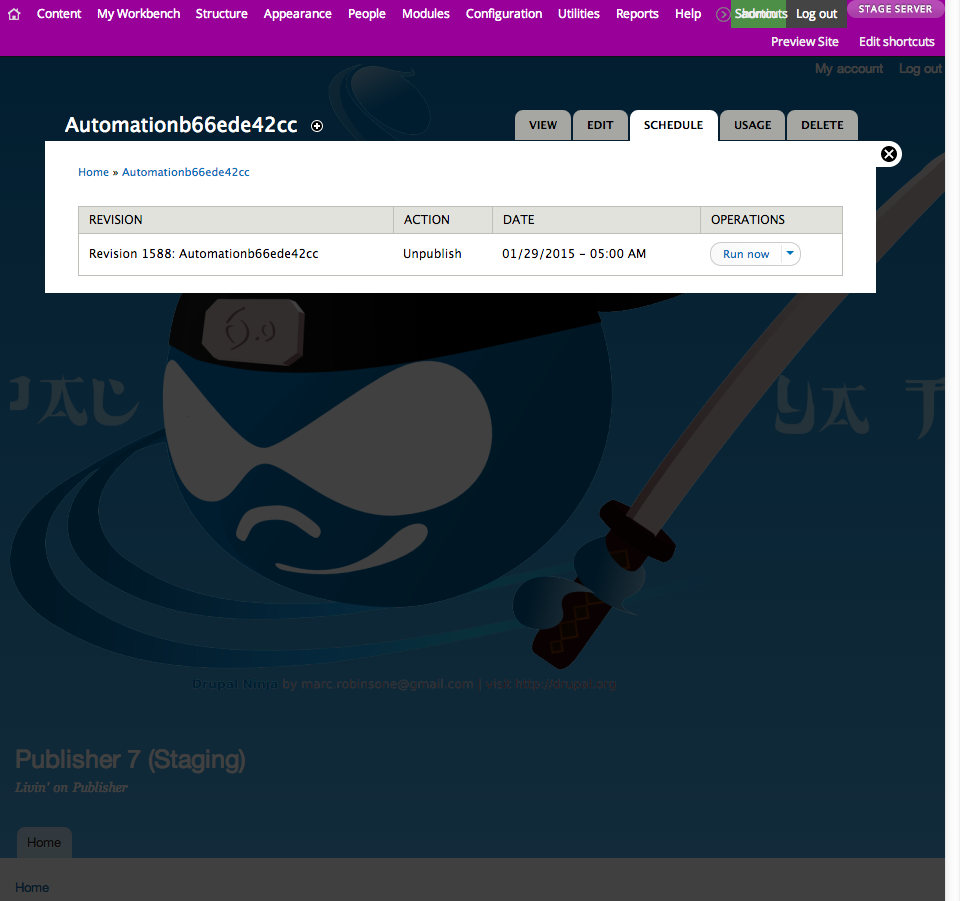 Content My Workbench Structure Appearance People Modules Configuration Utilities Reports Help Shortcuts Log out STAGE SERVER
Preview Site Edit shortcuts
My account Log out
Automationb66ede42cc VIEW EDIT SCHEDULE USAGE DELETE
Home » Automationb66ede42cc
REVISION ACTION DATE OPERATIONS
Revision 1588: Automationb66ede42cc Unpublish 01/29/2015 - 05:00 AM Run now
Drupal Ninja by marc.robinsone@gmail.com | visit http://drupal.org
Publisher 7 (Staging)
Livin' on Publisher
Home
Home